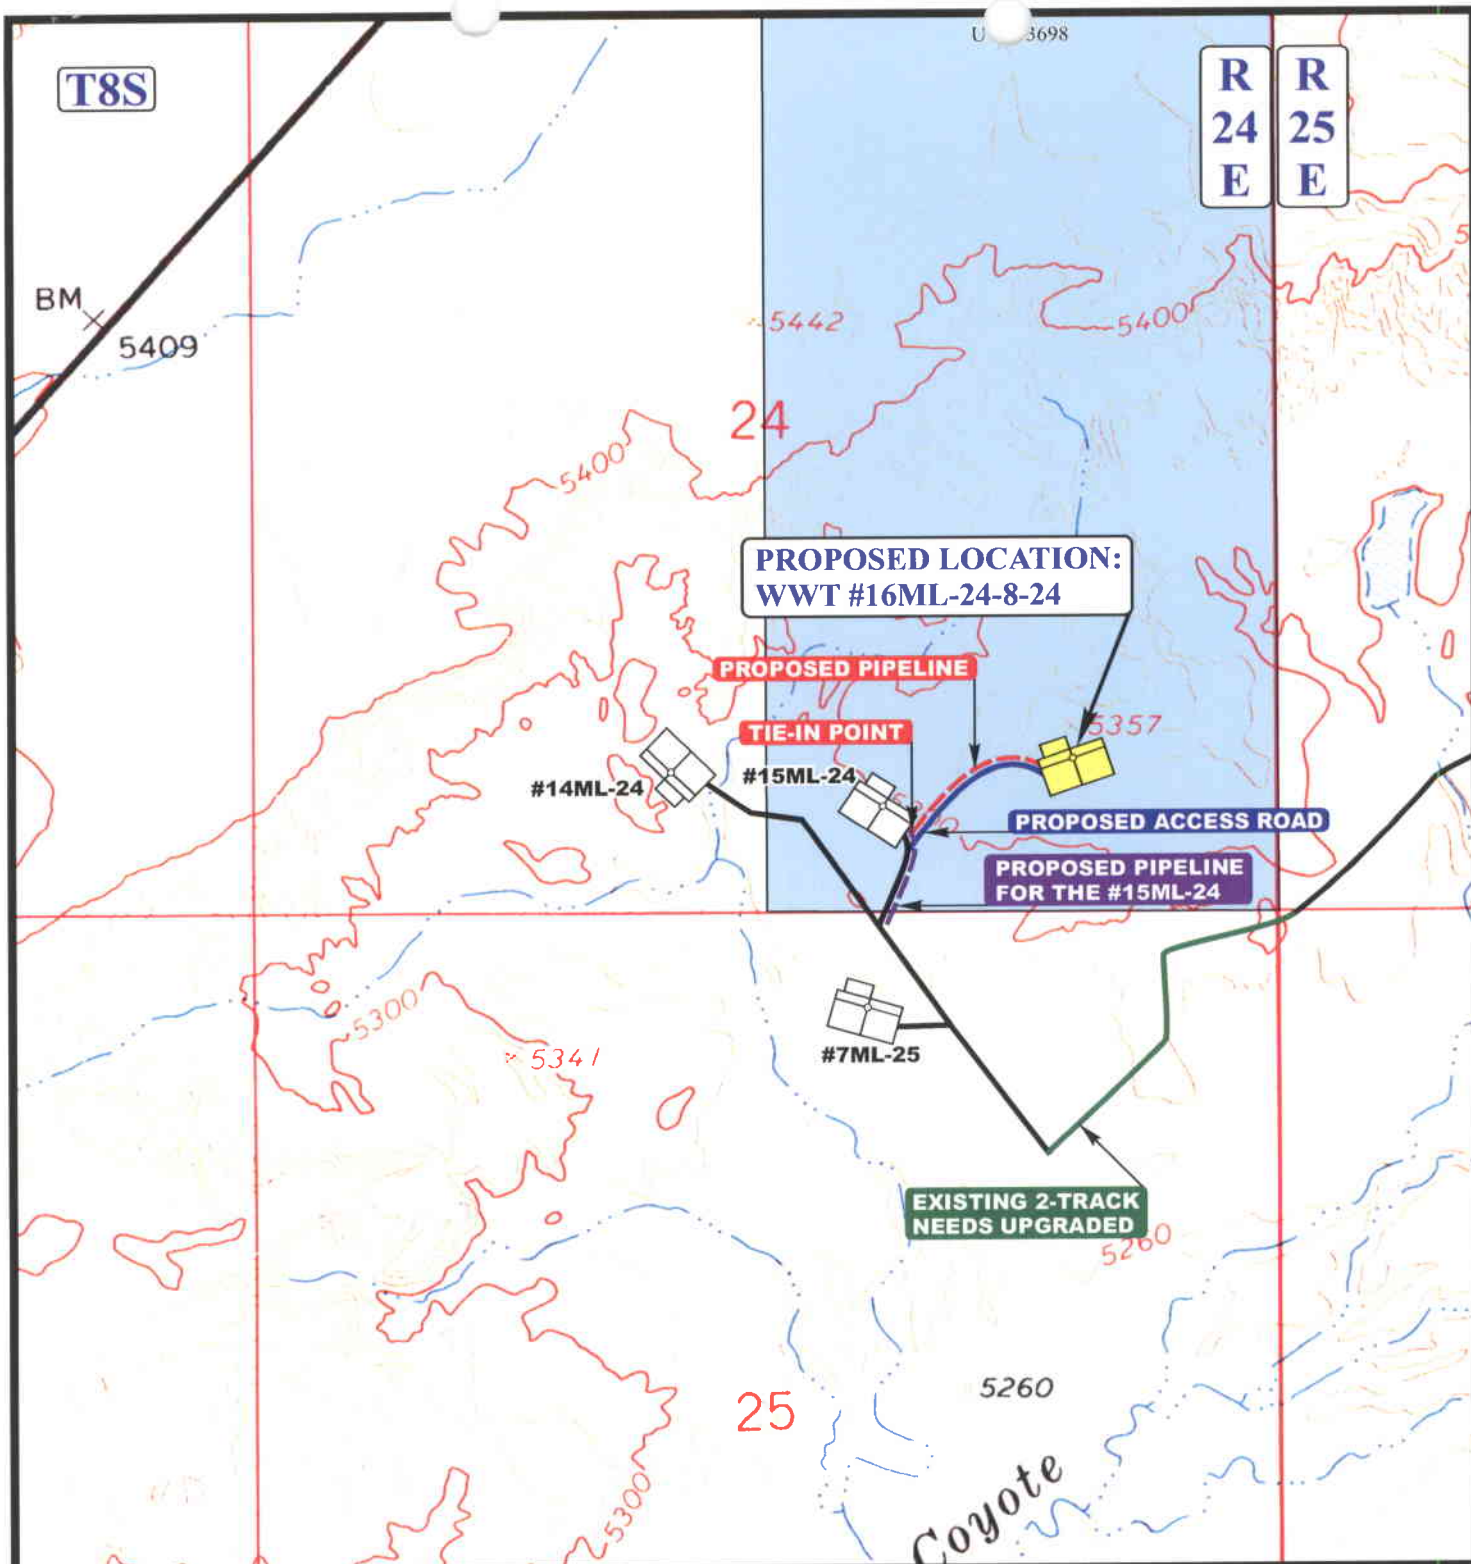 T8S
R
24
E
R
25
E
BM
5409
5442
5400
24
5400
PROPOSED LOCATION:
WWT #16ML-24-8-24
PROPOSED PIPELINE
5357
TIE-IN POINT
#14ML-24
#15ML-24
PROPOSED ACCESS ROAD
PROPOSED PIPELINE
FOR THE #15ML-24
5300
5341
#7ML-25
EXISTING 2-TRACK
NEEDS UPGRADED
5260
5260
25
5300
Coyote